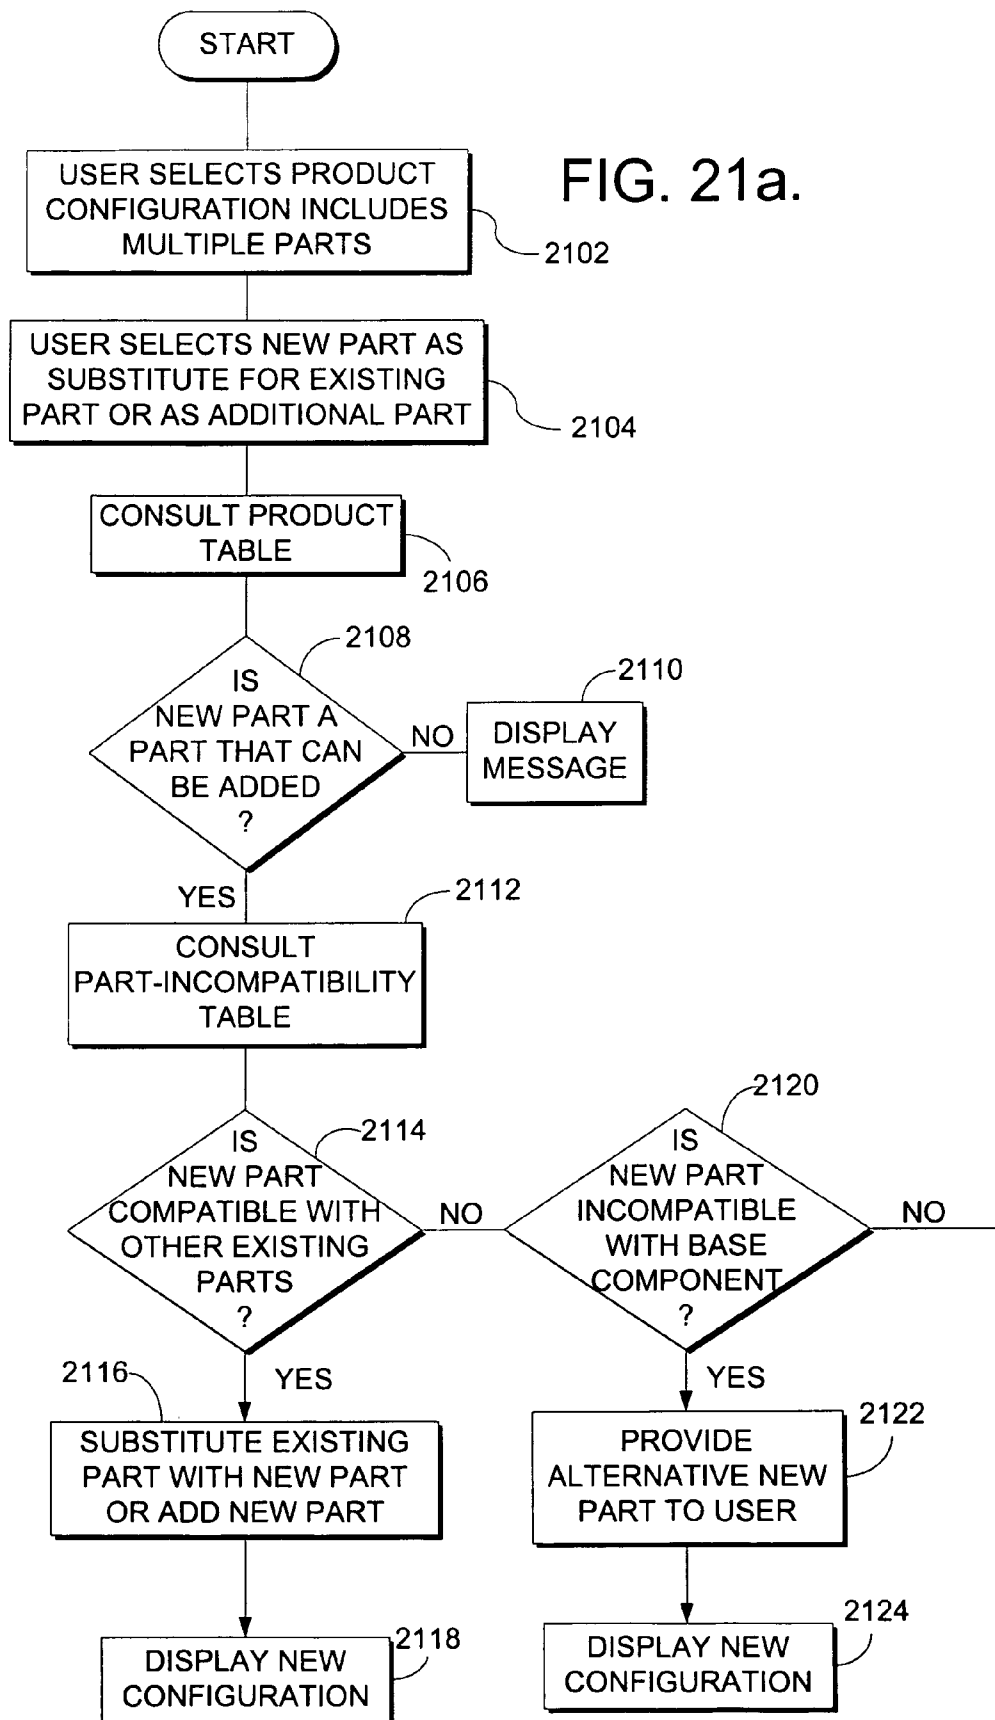 START
FIG. 21a.
USER SELECTS PRODUCT
CONFIGURATION INCLUDES
MULTIPLE PARTS
2102
USER SELECTS NEW PART AS
SUBSTITUTE FOR EXISTING
PART OR AS ADDITIONAL PART
2104
CONSULT PRODUCT
TABLE
2106
2108
IS
NEW PART A
PART THAT CAN
BE ADDED
?
NO
2110
DISPLAY
MESSAGE
YES
2112
CONSULT
PART-INCOMPATIBILITY
TABLE
2114
IS
NEW PART
COMPATIBLE WITH
OTHER EXISTING
PARTS
?
NO
2120
IS
NEW PART
INCOMPATIBLE
WITH BASE
COMPONENT
?
NO
YES
2116
SUBSTITUTE EXISTING
PART WITH NEW PART
OR ADD NEW PART
YES
2122
PROVIDE
ALTERNATIVE NEW
PART TO USER
2118
DISPLAY NEW
CONFIGURATION
2124
DISPLAY NEW
CONFIGURATION